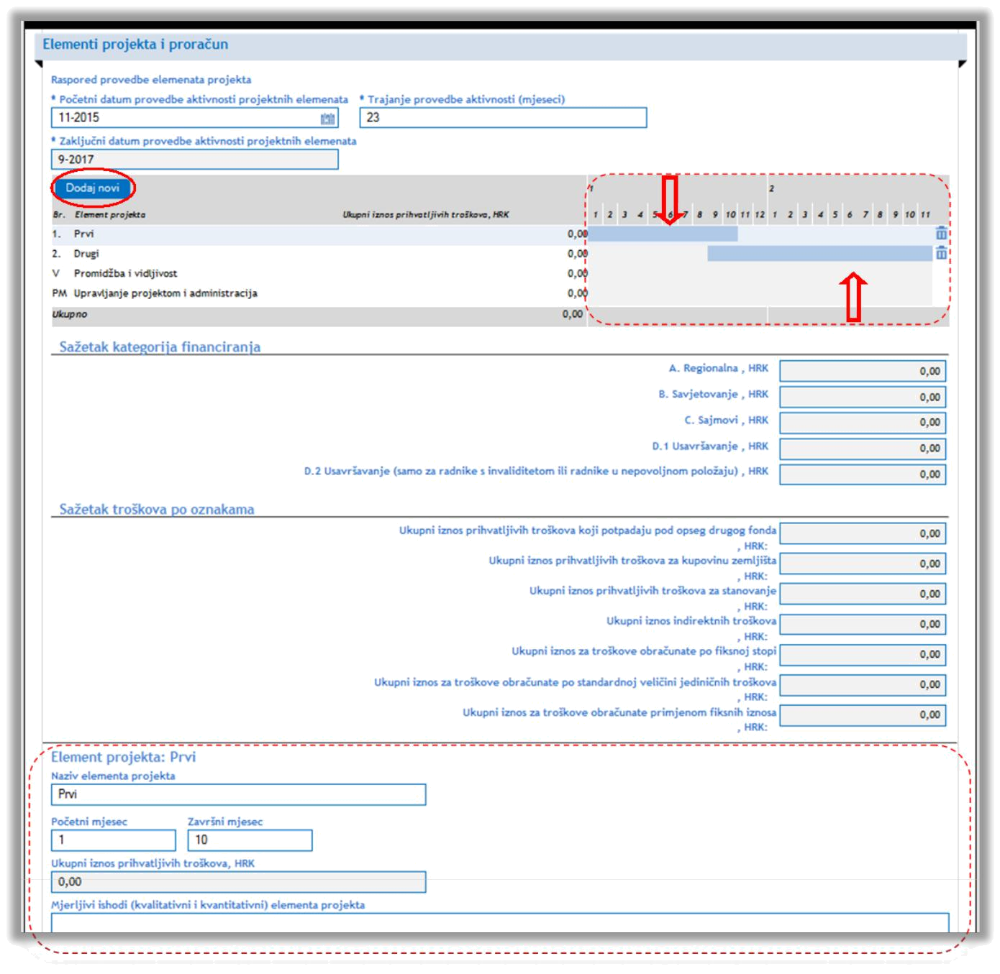 Elementi projekta i proračun
Raspored provedbe elemenata projekta
* Početni datum provedbe aktivnosti projektnih elemenata * Trajanje provedbe aktivnosti (mjeseci)
11-2015 23
* Zaključni datum provedbe aktivnosti projektnih elemenata
9-2017
Dodaj novi 1 2
Br. Element projekta Ukupni iznos prihvatljivih troškova, HRK 1 2 3 4 5 6 7 8 9 10 11 12 1 2 3 4 5 6 7 8 9 10 11
1. Prvi 0,00
2. Drugi 0,00
V Promidžba i vidljivost 0,00
PM Upravljanje projektom i administracija 0,00
Ukupno 0,00
Sažetak kategorija financiranja
A. Regionalna , HRK 0,00
B. Savjetovanje , HRK 0,00
C. Sajmovi , HRK 0,00
D.1 Usavršavanje , HRK 0,00
D.2 Usavršavanje (samo za radnike s invaliditetom ili radnike u nepovoljnom položaju) , HRK 0,00
Sažetak troškova po oznakama
Ukupni iznos prihvatljivih troškova koji potpadaju pod opseg drugog fonda 0,00
, HRK:
Ukupni iznos prihvatljivih troškova za kupovinu zemljišta 0,00
, HRK:
Ukupni iznos prihvatljivih troškova za stanovanje 0,00
, HRK:
Ukupni iznos indirektnih troškova 0,00
, HRK:
Ukupni iznos za troškove obračunate po fiksnoj stopi 0,00
, HRK:
Ukupni iznos za troškove obračunate po standardnoj veličini jediničnih troškova 0,00
, HRK:
Ukupni iznos za troškove obračunate primjenom fiksnih iznosa 0,00
, HRK:
Element projekta: Prvi
Naziv elementa projekta
Prvi
Početni mjesec Završni mjesec
1 10
Ukupni iznos prihvatljivih troškova, HRK
0,00
Mjerljivi ishodi (kvalitativni i kvantitativni) elementa projekta